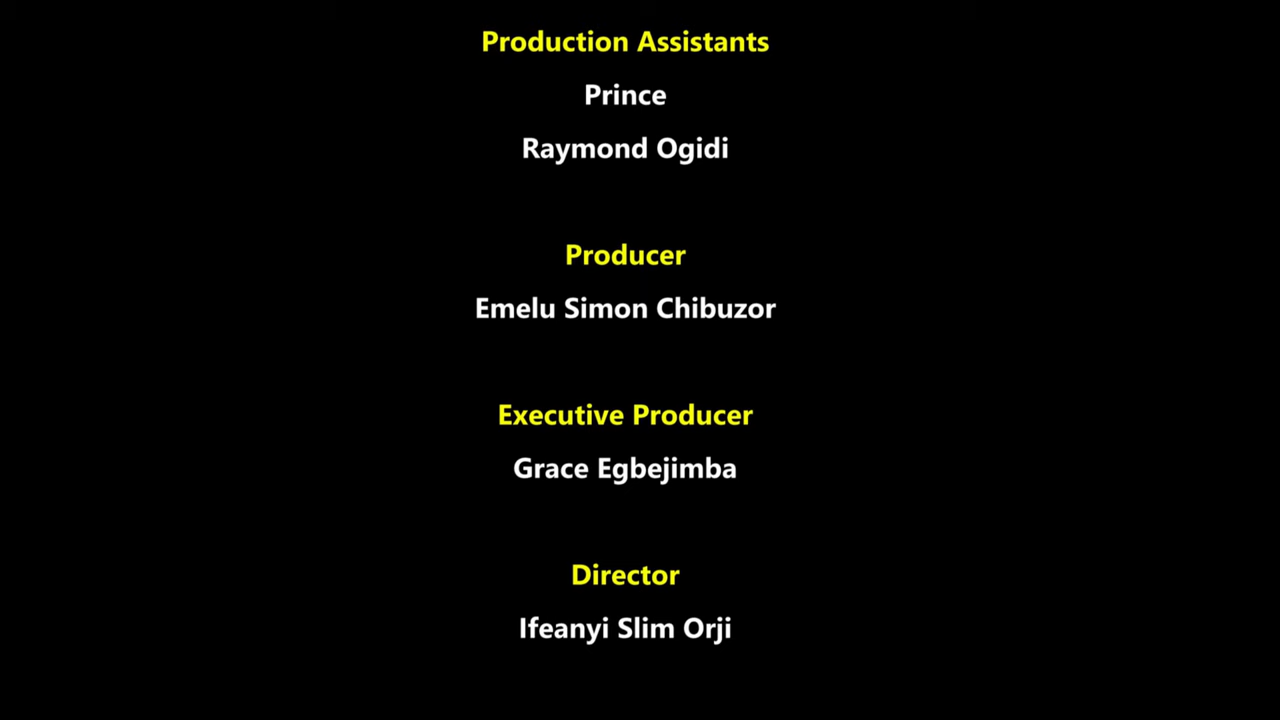 Production Assistants
Prince
Raymond Ogidi
Producer
Emelu Simon Chibuzor
Executive Producer
Grace Egbejimba
Director
Ifeanyi Slim Orji